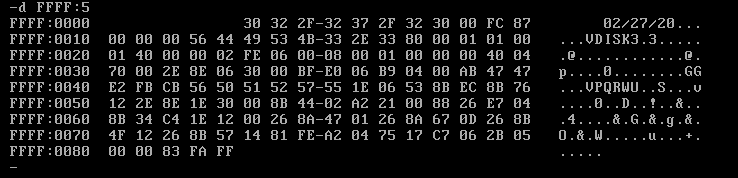 -d FFFF:5
FFFF:0000 30 32 2F-32 37 2F 32 30 00 FC 87 02/27/20...
FFFF:0010 00 00 00 56 44 49 53 4B-33 2E 33 80 00 01 01 00 ...VDISK3.3.....
FFFF:0020 01 40 00 00 02 FE 06 00-08 00 01 00 00 00 40 04 .@............@.
FFFF:0030 70 00 2E 8E 06 30 00 BF-E0 06 B9 04 00 AB 47 47 p....0........GG
FFFF:0040 E2 FB CB 56 50 51 52 57-55 1E 06 53 8B EC 8B 76 ...VPQRWU..S...v
FFFF:0050 12 2E 8E 1E 30 00 8B 44-02 A2 21 00 88 26 E7 04 ....0..D..!..&..
FFFF:0060 8B 34 C4 1E 12 00 26 8A-47 01 26 8A 67 0D 26 8B .4....&.G.&.g.&.
FFFF:0070 4F 12 26 8B 57 14 81 FE-A2 04 75 17 C7 06 2B 05 O.&.W.....u...+.
FFFF:0080 00 00 83 FA FF .....
-